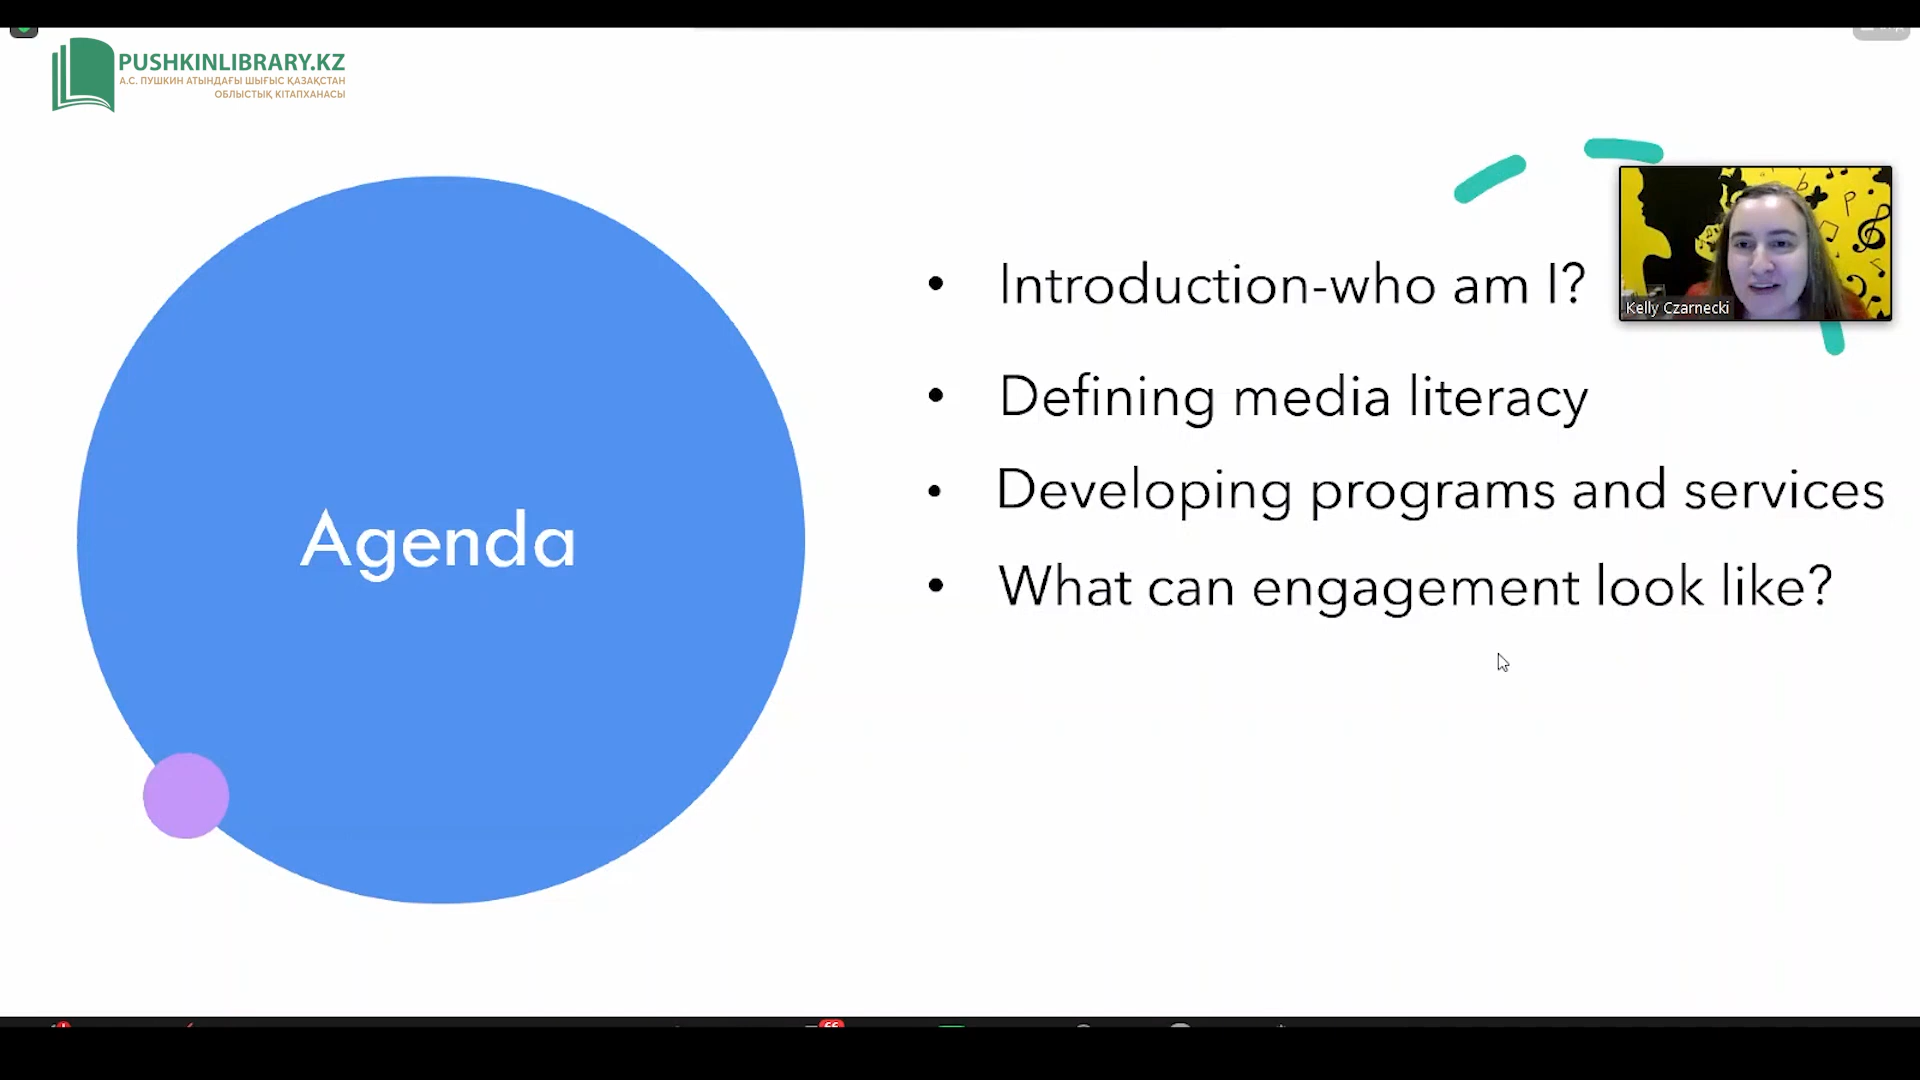 PUSHKINLIBRARY.KZ
А.С. ПУШКИН АТЫНДАҒЫ ШЫҒЫС ҚАЗАҚСТАН
ОБЛЫСТЫҚ КІТАПХАНАСЫ
Agenda
• Introduction-who am I?
• Defining media literacy
• Developing programs and services
• What can engagement look like?
Kelly Czarnecki